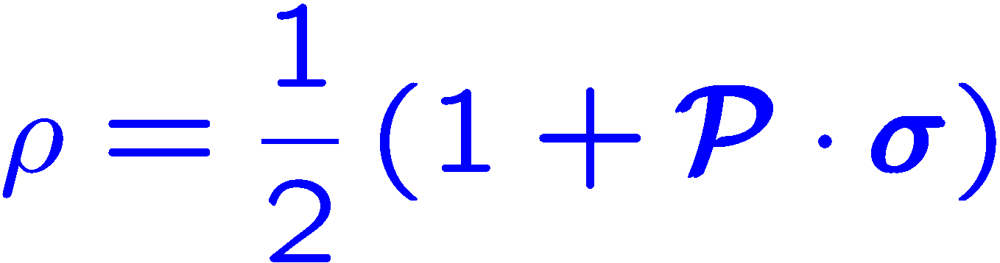 ρ = 1/2 (1 + 𝓟 · 𝝈)